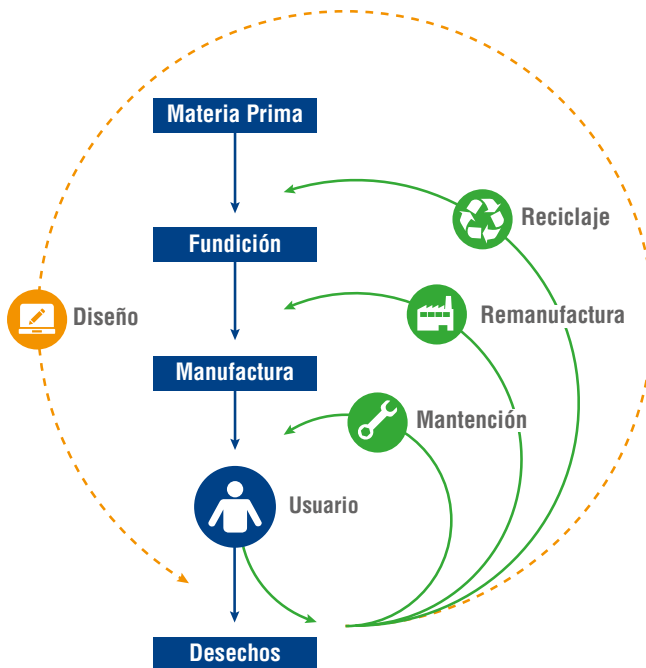 Materia Prima
Reciclaje
Fundición
Diseño
Remanufactura
Manufactura
Mantención
Usuario
Desechos